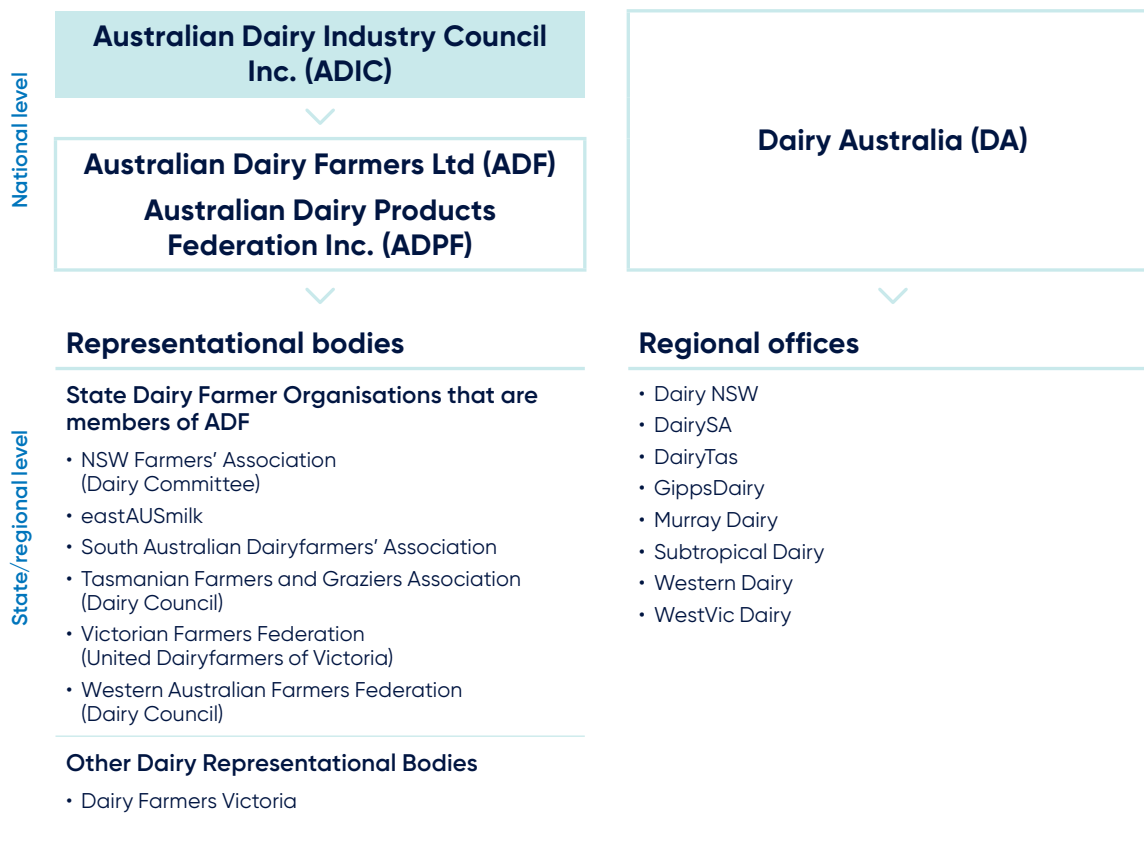 National level
Australian Dairy Industry Council
Inc. (ADIC)
Australian Dairy Farmers Ltd (ADF)
Australian Dairy Products
Federation Inc. (ADPF)
Dairy Australia (DA)
State/regional level
Representational bodies
State Dairy Farmer Organisations that are
members of ADF
• NSW Farmers’ Association
(Dairy Committee)
• eastAUSmilk
• South Australian Dairyfarmers’ Association
• Tasmanian Farmers and Graziers Association
(Dairy Council)
• Victorian Farmers Federation
(United Dairyfarmers of Victoria)
• Western Australian Farmers Federation
(Dairy Council)
Other Dairy Representational Bodies
• Dairy Farmers Victoria
Regional offices
• Dairy NSW
• DairySA
• DairyTas
• GippsDairy
• Murray Dairy
• Subtropical Dairy
• Western Dairy
• WestVic Dairy